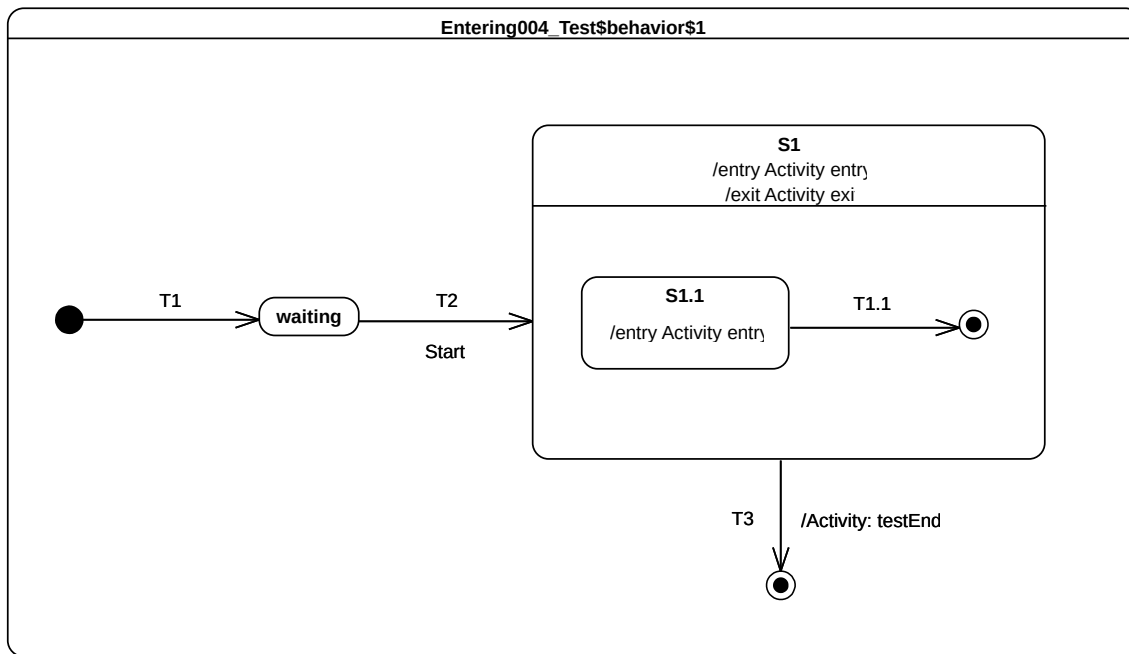 Entering004_Test$behavior$1
S1
/entry Activity entry
/exit Activity exi
T1
waiting
T2
Start
S1.1
/entry Activity entry
T1.1
T3
/Activity: testEnd